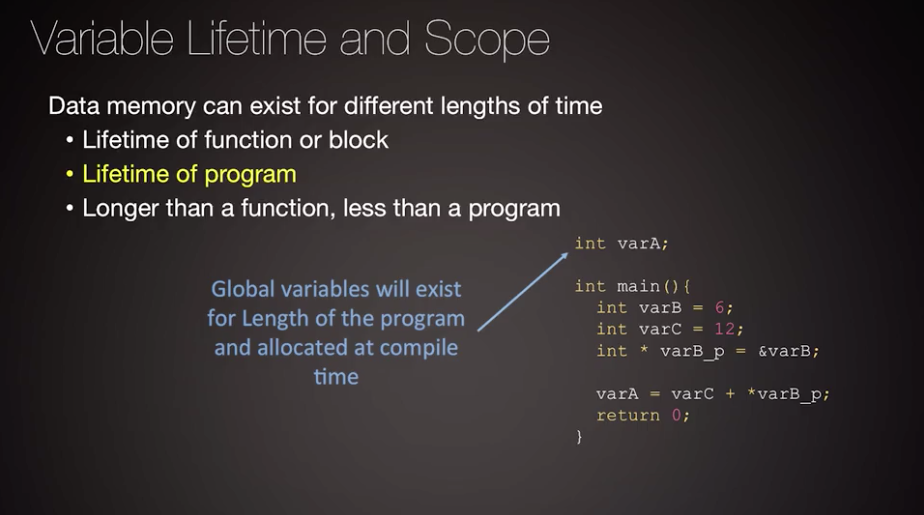 Variable Lifetime and Scope
Data memory can exist for different lengths of time
• Lifetime of function or block
• Lifetime of program
• Longer than a function, less than a program
Global variables will exist
for Length of the program
and allocated at compile
time
int varA;
int main(){
int varB = 6;
int varC = 12;
int * varB_p = &varB;
varA = varC + *varB_p;
return 0;
}